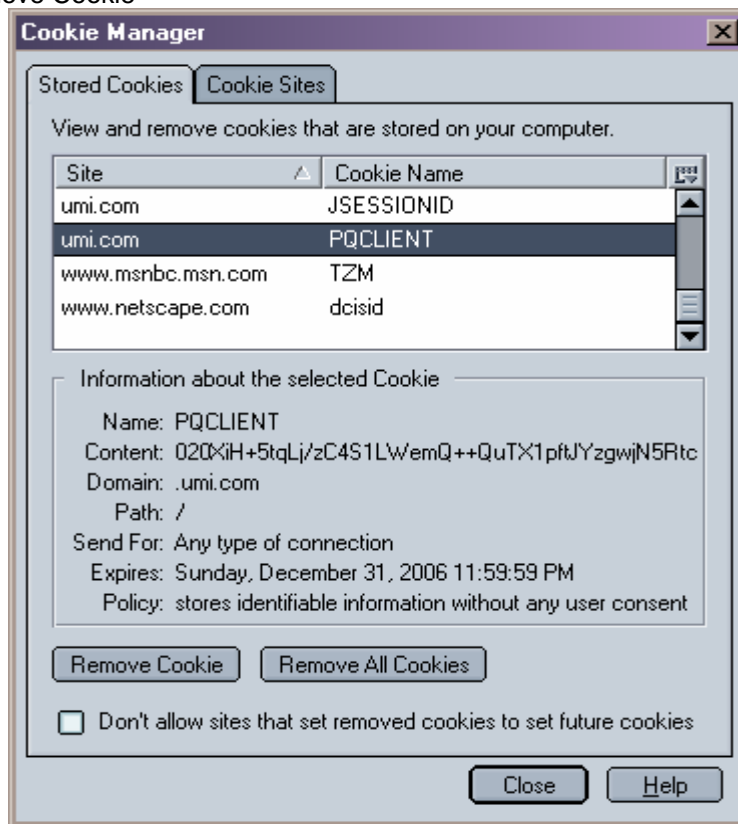 Cookie
Cookie Manager
Stored Cookies Cookie Sites
View and remove cookies that are stored on your computer.
Site Cookie Name
umi.com JSESSIONID
umi.com PQCLIENT
www.msnbc.msn.com TZM
www.netscape.com dcisid
Information about the selected Cookie
Name: PQCLIENT
Content: 020XiH+5tqLj/zC4S1LWemQ++QuTX1pftJYzgwjN5Rtc
Domain: .umi.com
Path: /
Send For: Any type of connection
Expires: Sunday, December 31, 2006 11:59:59 PM
Policy: stores identifiable information without any user consent
Remove Cookie Remove All Cookies
Don't allow sites that set removed cookies to set future cookies
Close Help